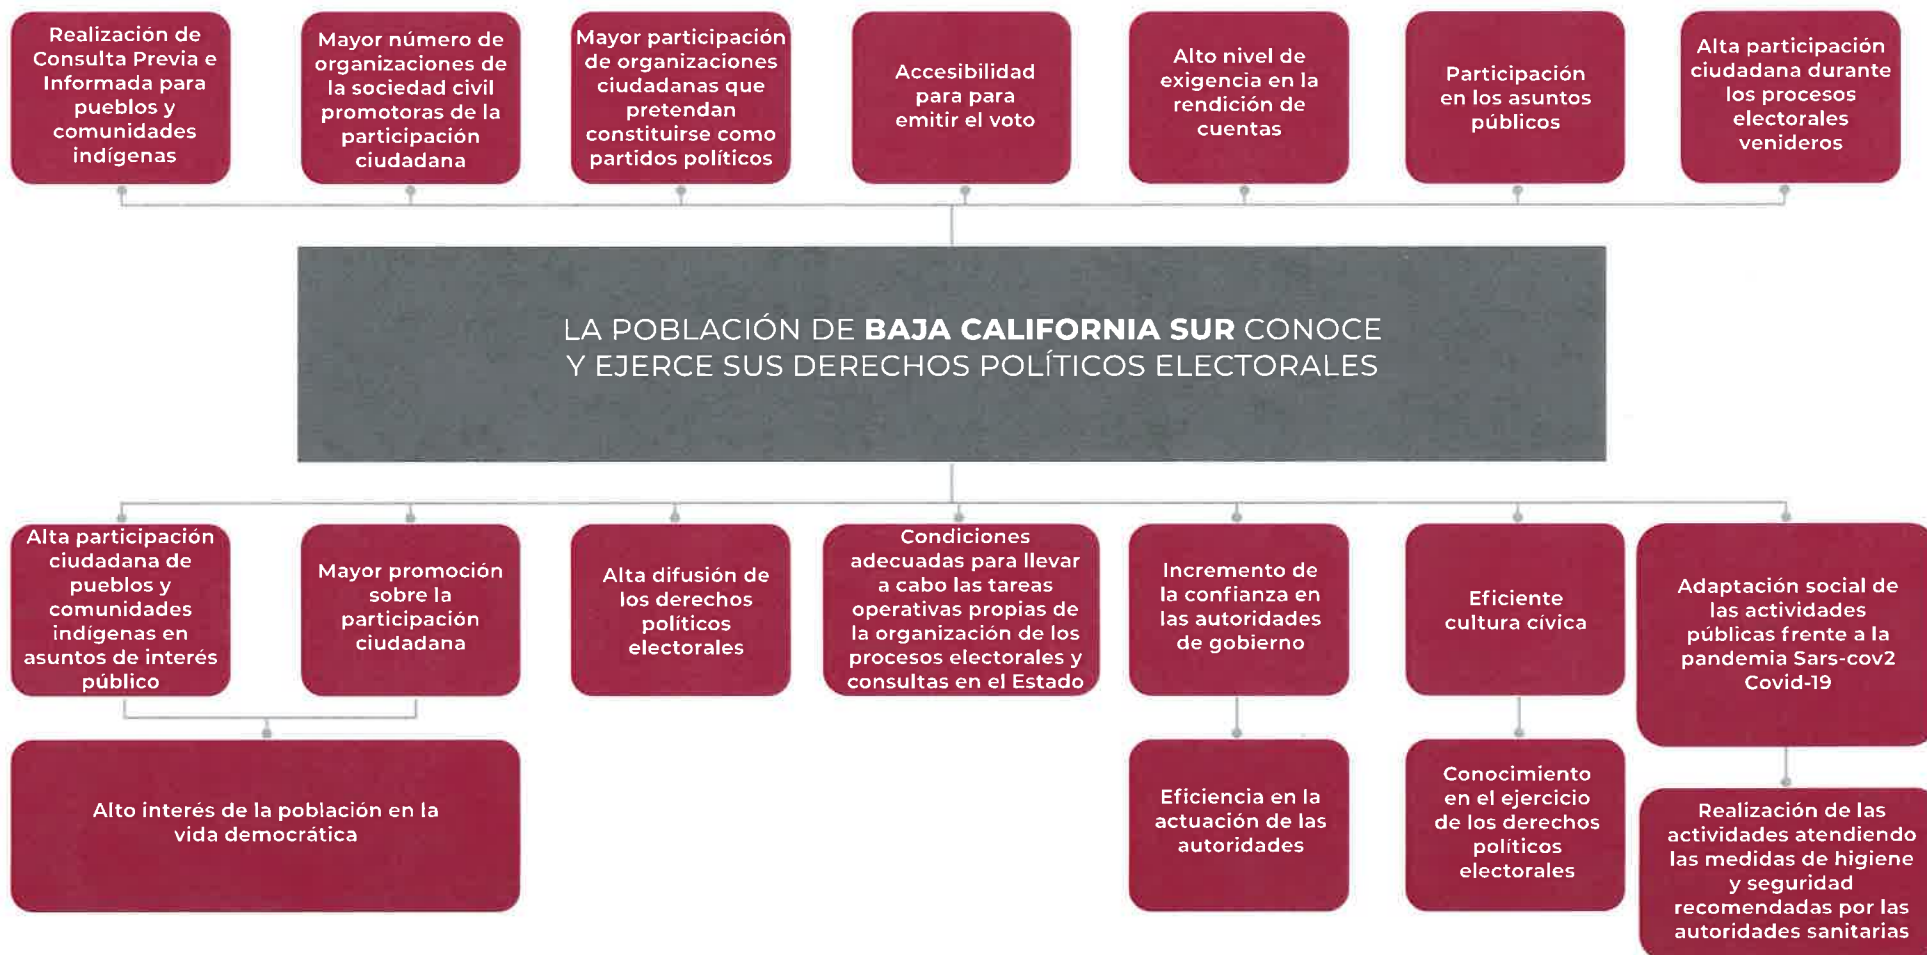 Realización de
Consulta Previa e
Informada para
pueblos y
comunidades
indígenas
Mayor número de
organizaciones de
la sociedad civil
promotoras de la
participación
ciudadana
Mayor participación
de organizaciones
ciudadanas que
pretendan
constituirse como
partidos políticos
Accesibilidad
para para
emitir el voto
Alto nivel de
exigencia en la
rendición de
cuentas
Participación
en los asuntos
públicos
Alta participación
ciudadana durante
los procesos
electorales
venideros
LA POBLACIÓN DE BAJA CALIFORNIA SUR CONOCE
Y EJERCE SUS DERECHOS POLÍTICOS ELECTORALES
Alta participación
ciudadana de
pueblos y
comunidades
indígenas en
asuntos de interés
público
Mayor promoción
sobre la
participación
ciudadana
Alta difusión de
los derechos
políticos
electorales
Condiciones
adecuadas para llevar
a cabo las tareas
operativas propias de
la organización de los
procesos electorales y
consultas en el Estado
Incremento de
la confianza en
las autoridades
de gobierno
Eficiente
cultura cívica
Adaptación social de
las actividades
públicas frente a la
pandemia Sars-cov2
Covid-19
Alto interés de la población en la
vida democrática
Eficiencia en la
actuación de las
autoridades
Conocimiento
en el ejercicio
de los derechos
políticos
electorales
Realización de las
actividades atendiendo
las medidas de higiene
y seguridad
recomendadas por las
autoridades sanitarias